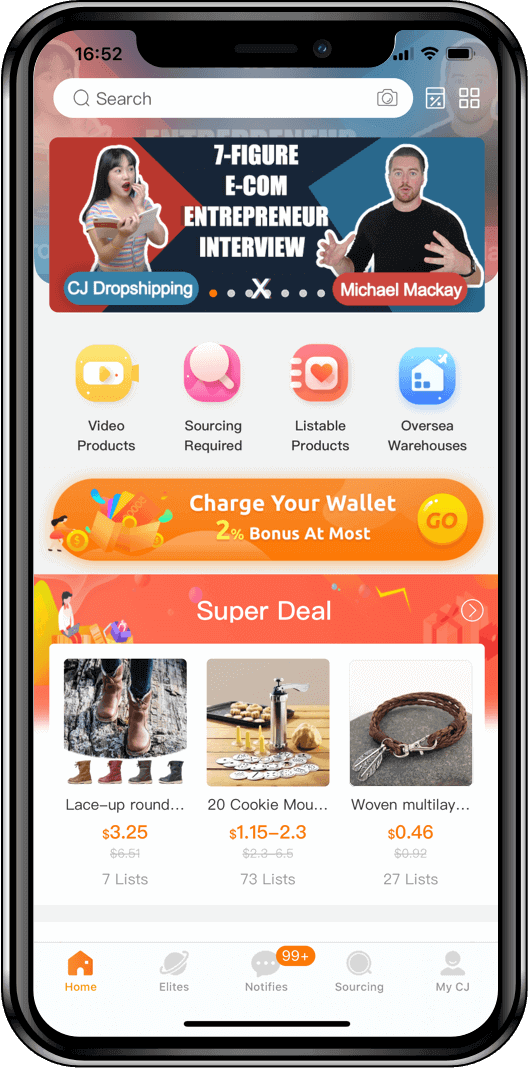 16:52
Search
7-FIGURE
E-COM
ENTREPRENEUR
INTERVIEW
CJ Dropshipping
X
Michael Mackay
Video
Products
Sourcing
Required
Listable
Products
Oversea
Warehouses
Charge Your Wallet
2% Bonus At Most
GO
Super Deal
Lace-up round...
20 Cookie Mou...
Woven multilay...
$3.25
$1.15-2.3
$0.46
$6.51
$2.3-6.5
$0.92
7 Lists
73 Lists
27 Lists
99+
Home
Elites
Notifies
Sourcing
My CJ